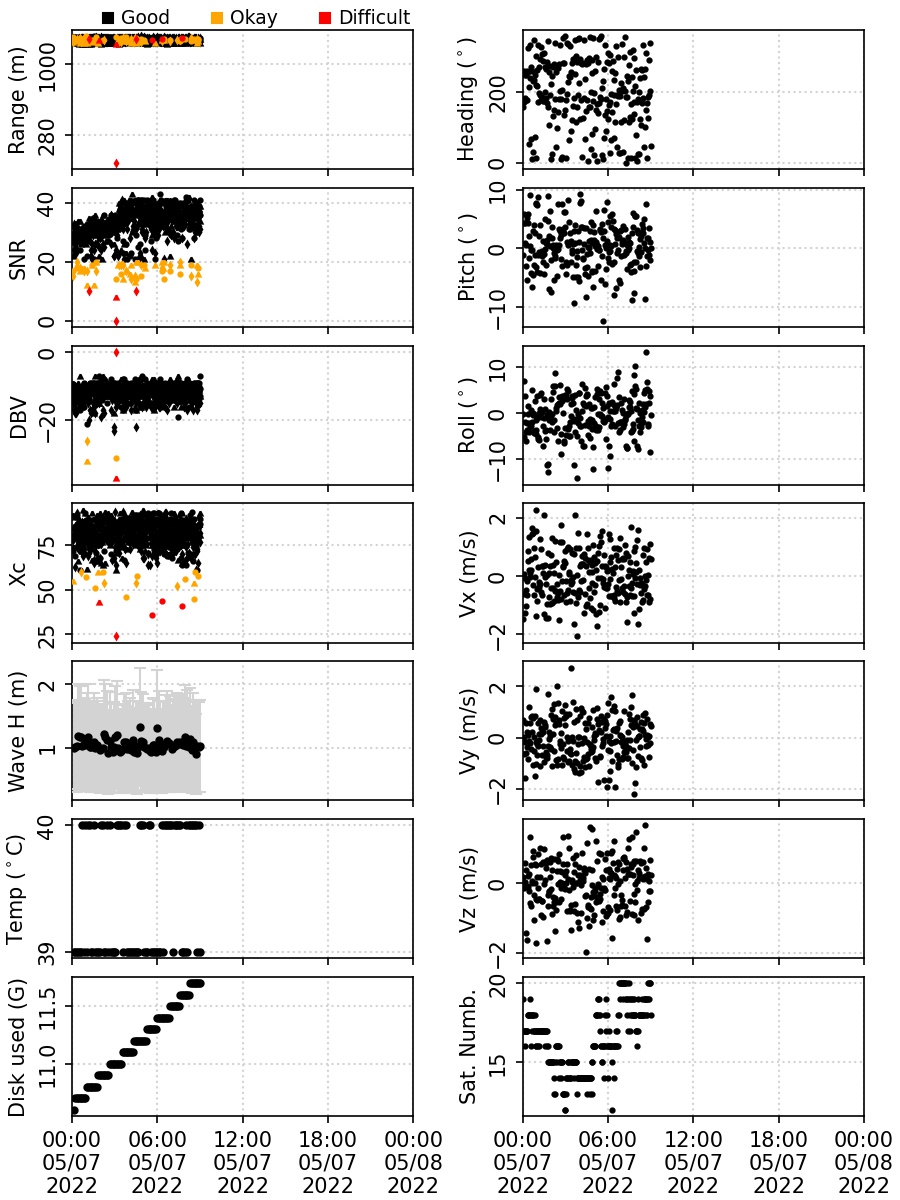 Good Okay Difficult
Range (m)
1000
280
Heading (°)
200
0
SNR
40
20
0
Pitch (°)
10
0
−10
DBV
0
−20
Roll (°)
10
0
−10
Xc
75
50
25
Vx (m/s)
2
0
−2
Wave H (m)
2
1
Vy (m/s)
2
0
−2
Temp (°C)
40
39
Vz (m/s)
0
−2
Disk used (G)
11.5
11.0
Sat. Numb.
20
15
00:00 06:00 12:00 18:00 00:00
05/07 05/07 05/07 05/07 05/08
2022 2022 2022 2022 2022
00:00 06:00 12:00 18:00 00:00
05/07 05/07 05/07 05/07 05/08
2022 2022 2022 2022 2022